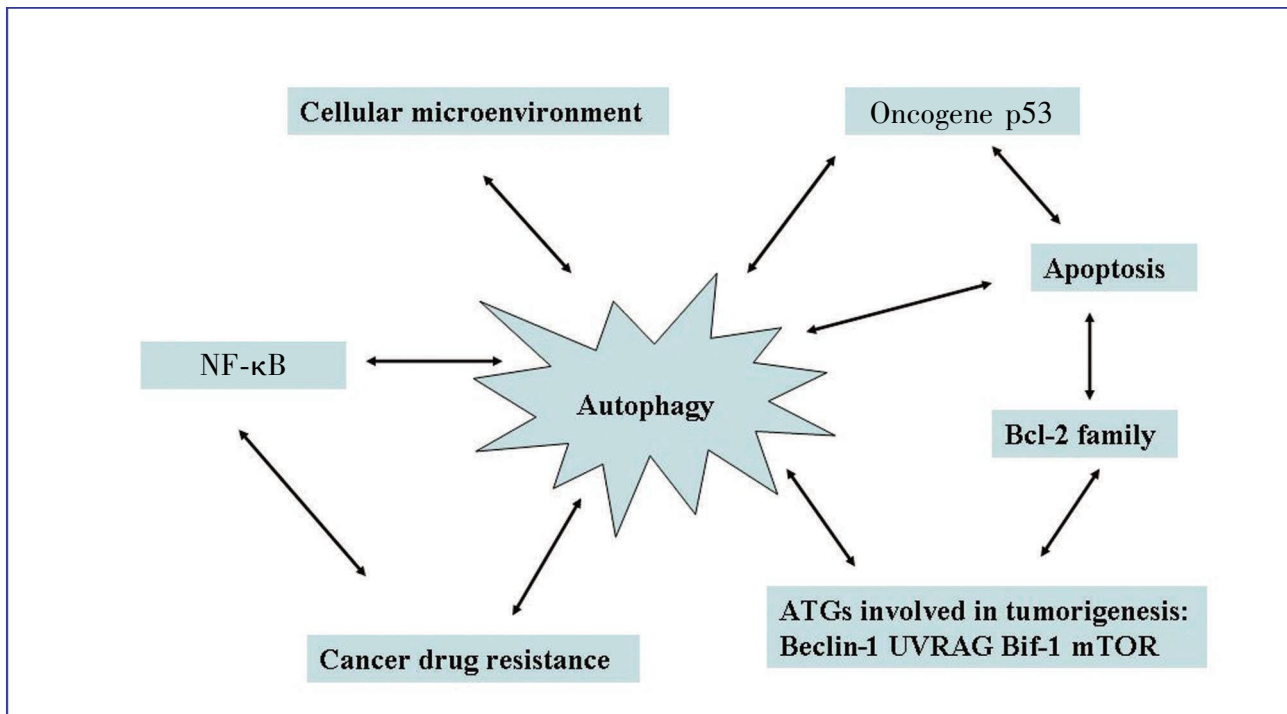 Cellular microenvironment
Oncogene p53
Apoptosis
NF-κB
Autophagy
Bcl-2 family
ATGs involved in tumorigenesis:
Beclin-1 UVRAG Bif-1 mTOR
Cancer drug resistance